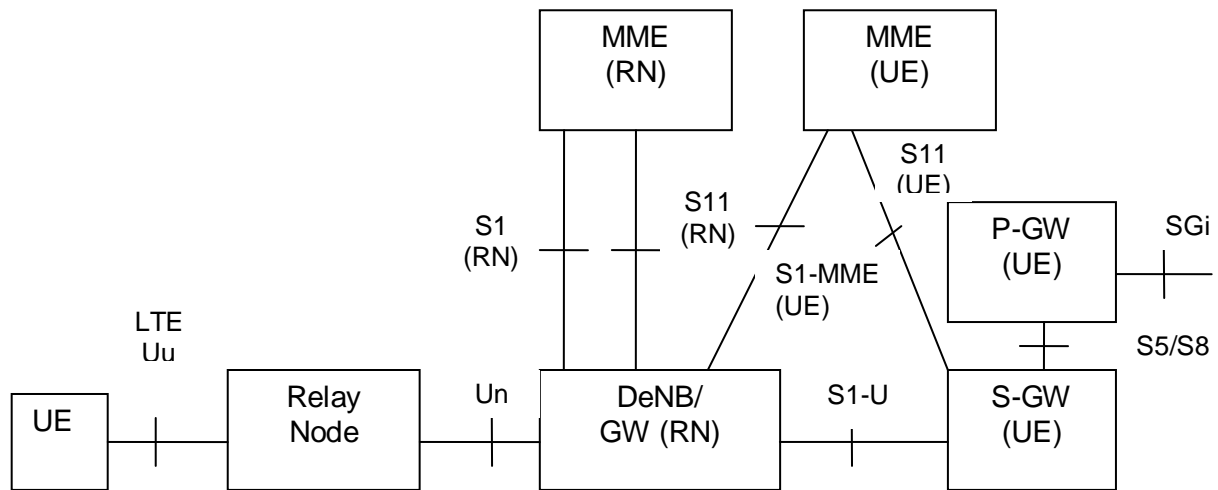 MME
(RN)
MME
(UE)
S11
(UE)
S11
(RN)
S1
(RN)
P-GW
(UE)
SGi
S1-MME
(UE)
LTE
Uu
S5/S8
UE
Relay
Node
Un
DeNB/
GW (RN)
S1-U
S-GW
(UE)